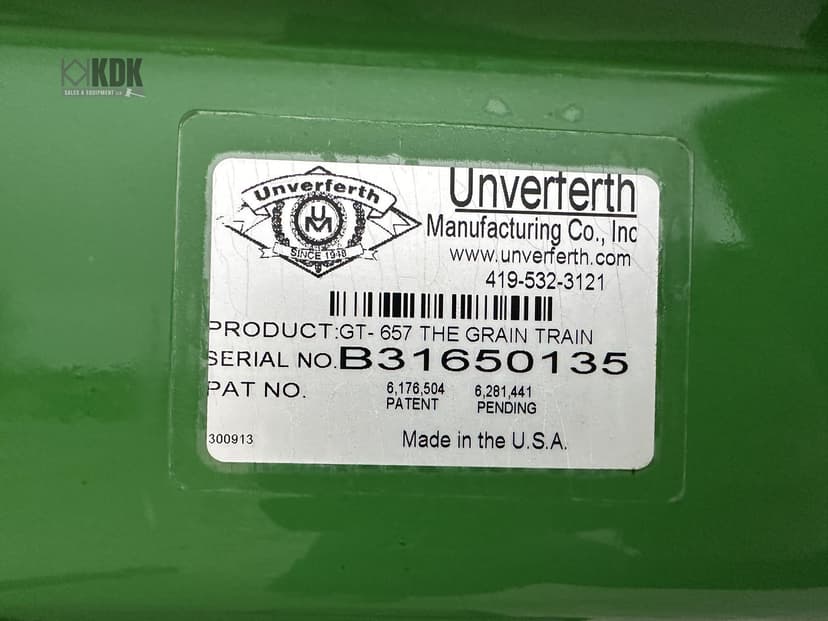 KDK
SALES & EQUIPMENT LLC
Unverferth
UM
SINCE 1948
Unverferth
Manufacturing Co., Inc
www.unverferth.com
419-532-3121
PRODUCT:GT- 657 THE GRAIN TRAIN
SERIAL NO.B31650135
PAT NO. 6,176,504 6,281,441
PATENT PENDING
300913 Made in the U.S.A.